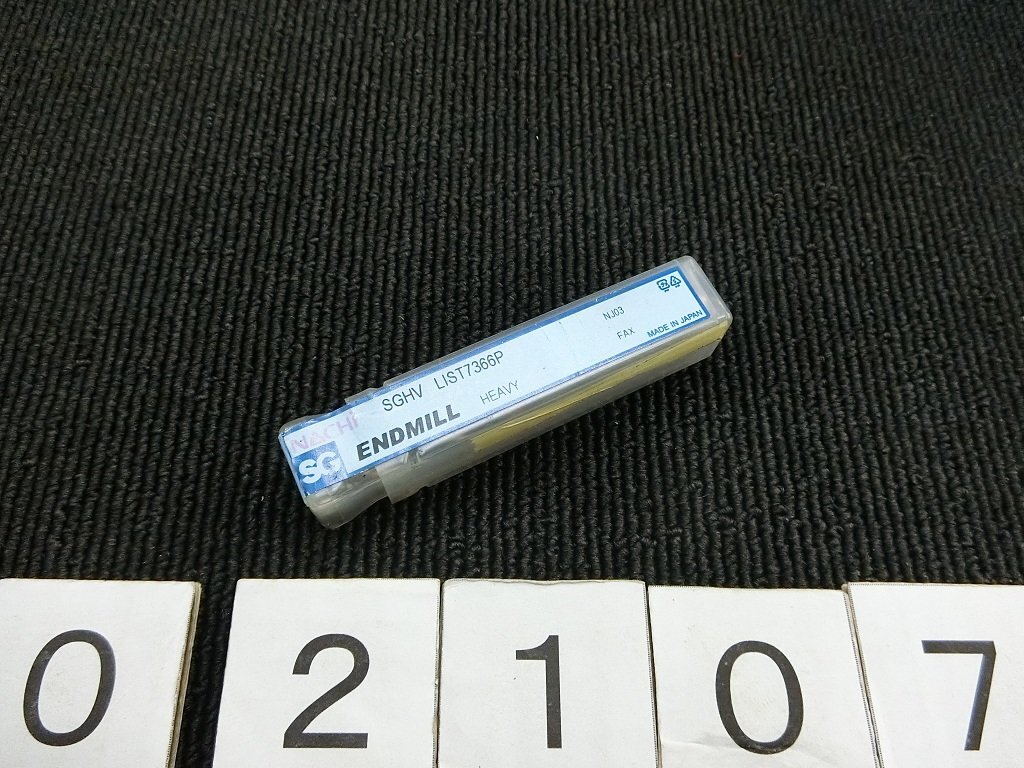 NACHI
SG
SGHV LIST7366P
ENDMILL HEAVY
NJ03
FAX
MADE IN JAPAN
0 2 1 0 7